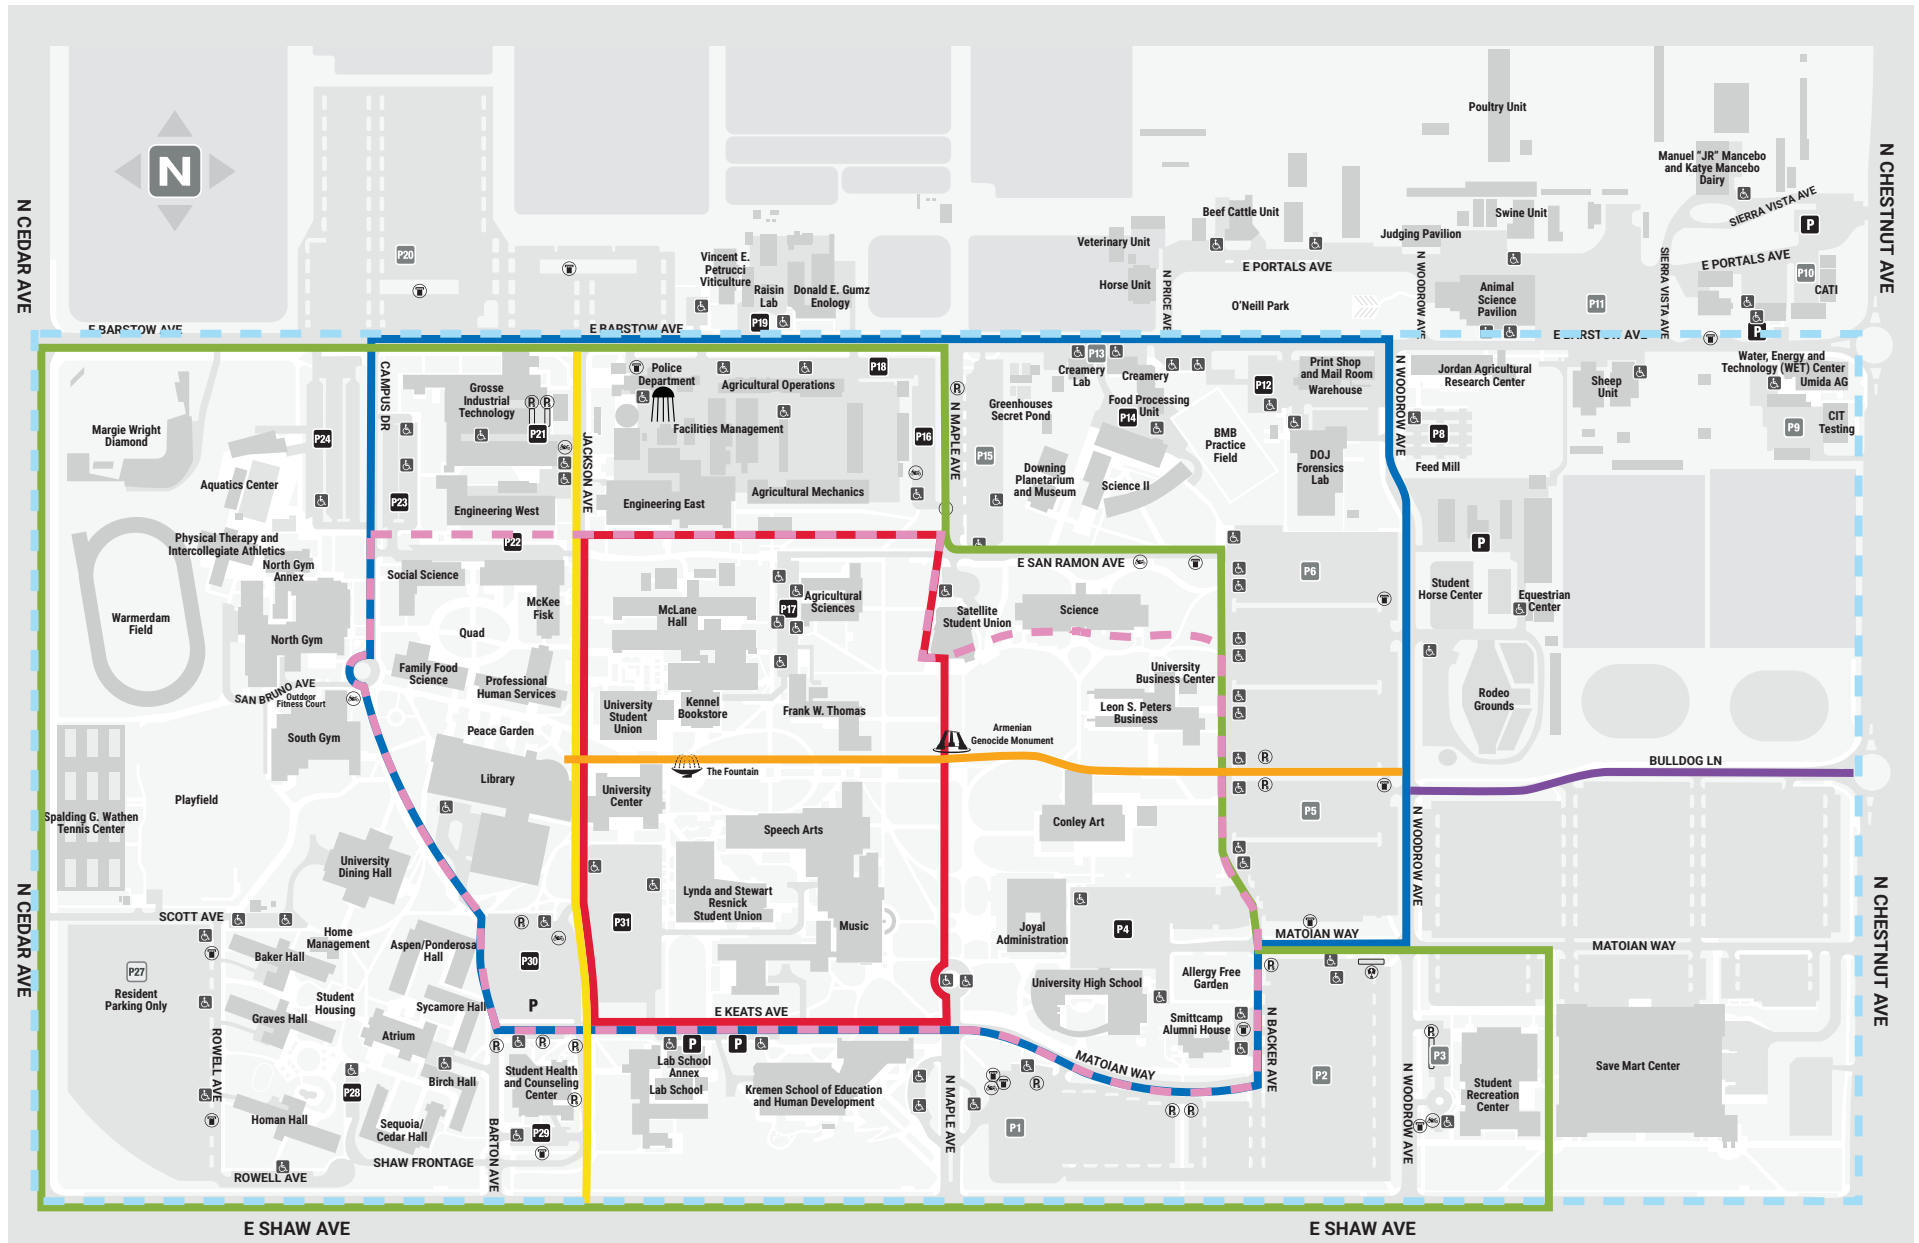 Poultry Unit
Manuel "JR" Mancebo
and Katye Mancebo
Dairy
N CHESTNUT AVE
SIERRA VISTA AVE
N
N CEDAR AVE
P
Beef Cattle Unit
Swine Unit
Judging Pavilion
Veterinary Unit
P20
Vincent E.
Petrucci
Viticulture
E PORTALS AVE
E PORTALS AVE
N WOODROW AVE
SIERRA VISTA AVE
P10
CATI
Horse Unit
N PRICE AVE
Raisin
Lab
Donald E. Gumz
Enology
O'Neill Park
Animal
Science
Pavilion
P11
P19
E BARSTOW AVE
E BARSTOW AVE
E BARSTOW AVE
P
CAMPUS DR
Police
Department
P18
Agricultural Operations
P13
Creamery
Lab
Creamery
P12
Print Shop
and Mail Room
Warehouse
N WOODROW AVE
Jordan Agricultural
Research Center
Sheep
Unit
Water, Energy and
Technology (WET) Center
Umida AG
Grosse
Industrial
Technology
R
R
R
N MAPLE AVE
Greenhouses
Secret Pond
Food Processing
Unit
P14
CIT
Testing
P9
Margie Wright
Diamond
P24
P21
JACKSON AVE
Facilities Management
P16
P15
BMB
Practice
Field
P8
Feed Mill
Aquatics Center
P23
Downing
Planetarium
and Museum
Science II
DOJ
Forensics
Lab
Engineering West
Engineering East
Agricultural Mechanics
Physical Therapy and
Intercollegiate Athletics
North Gym
Annex
P22
E SAN RAMON AVE
P
Social Science
P6
Student
Horse Center
Equestrian
Center
McKee
Fisk
McLane
Hall
P17
Agricultural
Sciences
Satellite
Student Union
Science
Warmerdam
Field
North Gym
Quad
Family Food
Science
Professional
Human Services
University
Business Center
SAN BRUNO AVE
Outdoor
Fitness Court
South Gym
Peace Garden
University
Student
Union
Kennel
Bookstore
Frank W. Thomas
Leon S. Peters
Business
Rodeo
Grounds
Armenian
Genocide Monument
Library
The Fountain
R
R
BULLDOG LN
Playfield
University
Center
P5
Spalding G. Wathen
Tennis Center
Speech Arts
Conley Art
N WOODROW AVE
University
Dining Hall
N CEDAR AVE
N CHESTNUT AVE
Lynda and Stewart
Resnick
Student Union
SCOTT AVE
R
P31
Music
Joyal
Administration
P4
MATOIAN WAY
MATOIAN WAY
Home
Management
Aspen/Ponderosa
Hall
Baker Hall
P30
P27
Resident
Parking Only
R
Allergy Free
Garden
University High School
Student
Housing
Sycamore Hall
P
E KEATS AVE
Graves Hall
Atrium
Smittcamp
Alumni House
N BACKER AVE
ROWELL AVE
R
R
R
P
P
Lab School
Annex
Lab School
MATOIAN WAY
R
P3
Save Mart Center
Birch Hall
P28
Student Health
and Counseling
Center
R
Kremen School of Education
and Human Development
N MAPLE AVE
R
R
R
P2
N WOODROW AVE
Student
Recreation
Center
Homan Hall
Sequoia/
Cedar Hall
BARTON AVE
P29
P1
SHAW FRONTAGE
ROWELL AVE
E SHAW AVE
E SHAW AVE